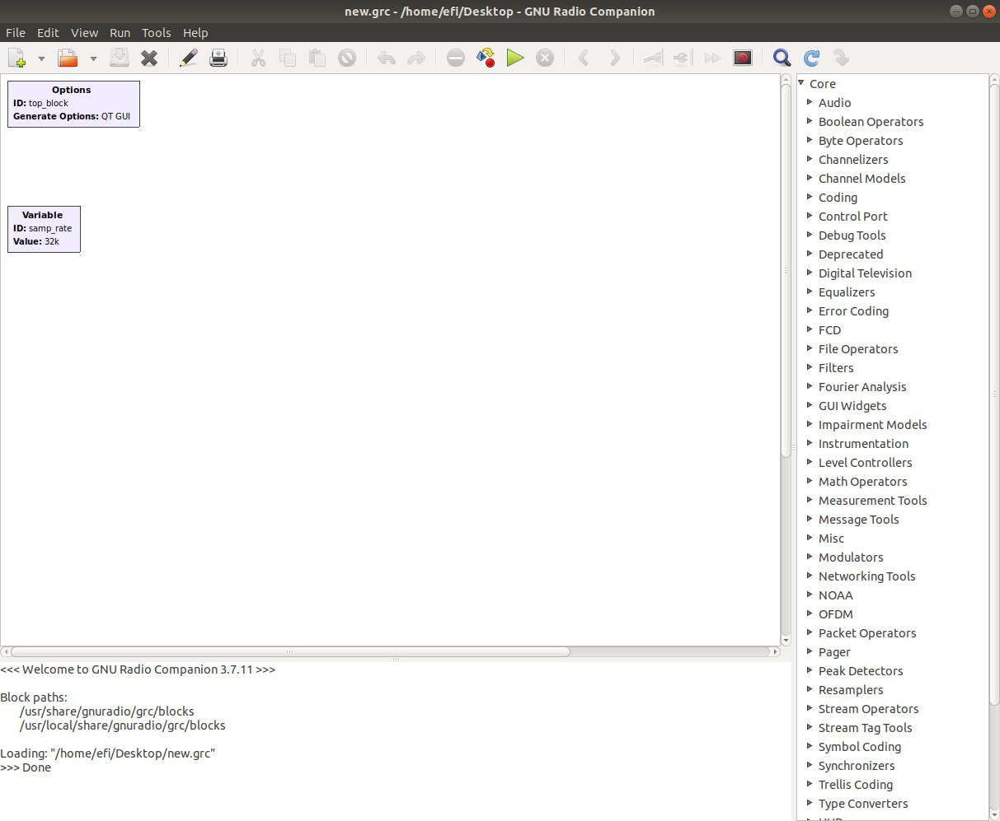 new.grc - /home/efi/Desktop - GNU Radio Companion
File Edit View Run Tools Help
Options
ID: top_block
Generate Options: QT GUI
Variable
ID: samp_rate
Value: 32k
<<< Welcome to GNU Radio Companion 3.7.11 >>>
Block paths:
/usr/share/gnuradio/grc/blocks
/usr/local/share/gnuradio/grc/blocks
Loading: "/home/efi/Desktop/new.grc"
>>> Done
Core
Audio
Boolean Operators
Byte Operators
Channelizers
Channel Models
Coding
Control Port
Debug Tools
Deprecated
Digital Television
Equalizers
Error Coding
FCD
File Operators
Filters
Fourier Analysis
GUI Widgets
Impairment Models
Instrumentation
Level Controllers
Math Operators
Measurement Tools
Message Tools
Misc
Modulators
Networking Tools
NOAA
OFDM
Packet Operators
Pager
Peak Detectors
Resamplers
Stream Operators
Stream Tag Tools
Symbol Coding
Synchronizers
Trellis Coding
Type Converters